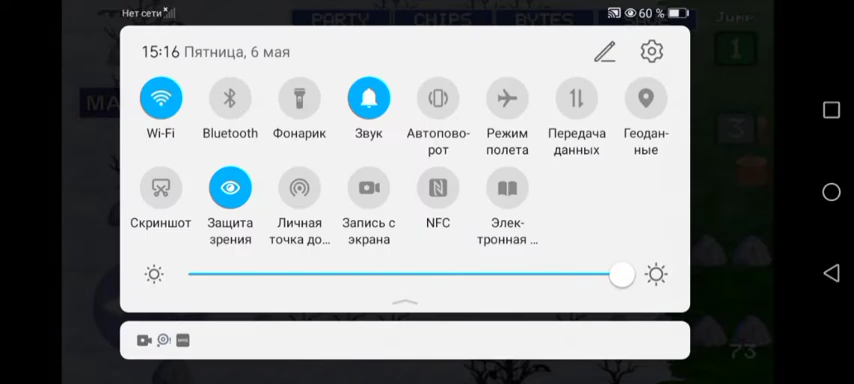 Нет сети
60 %
PARTY CHIPS BYTES
Jump
15:16 Пятница, 6 мая
1
MA
3
Wi-Fi
Bluetooth
Фонарик
Звук
Автопово-
рот
Режим
полета
Передача
данных
Геодан-
ные
Скриншот
Защита
зрения
Личная
точка до...
Запись с
экрана
NFC
Элек-
тронная ...
73